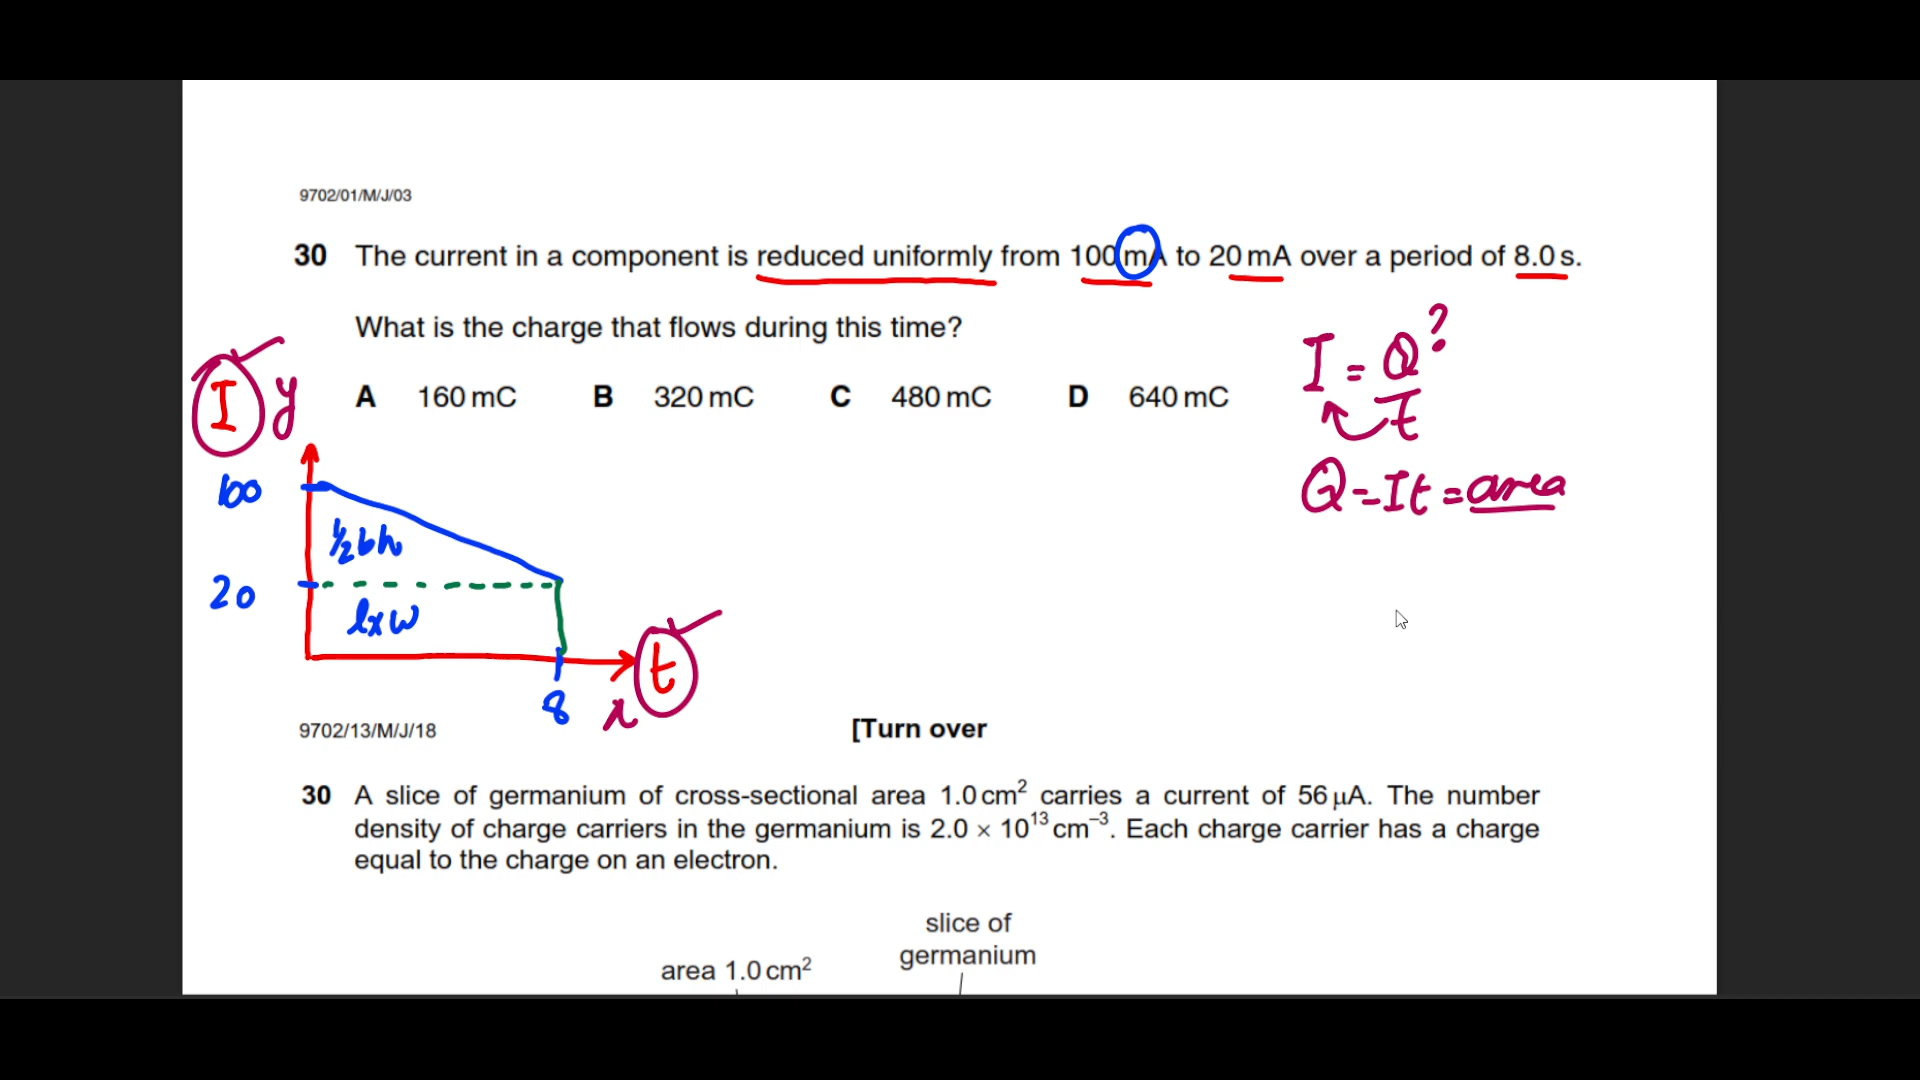 9702/01/M/J/03
30 The current in a component is reduced uniformly from 100 mA to 20 mA over a period of 8.0 s.
What is the charge that flows during this time?
A 160 mC B 320 mC C 480 mC D 640 mC
I = Q?
t
Q = It = area
I y
100
½bh
20
l x w
8
x
t
9702/13/M/J/18 [Turn over
30 A slice of germanium of cross-sectional area 1.0 cm² carries a current of 56 μA. The number
density of charge carriers in the germanium is 2.0 × 10¹³ cm⁻³. Each charge carrier has a charge
equal to the charge on an electron.
slice of
germanium
area 1.0 cm²